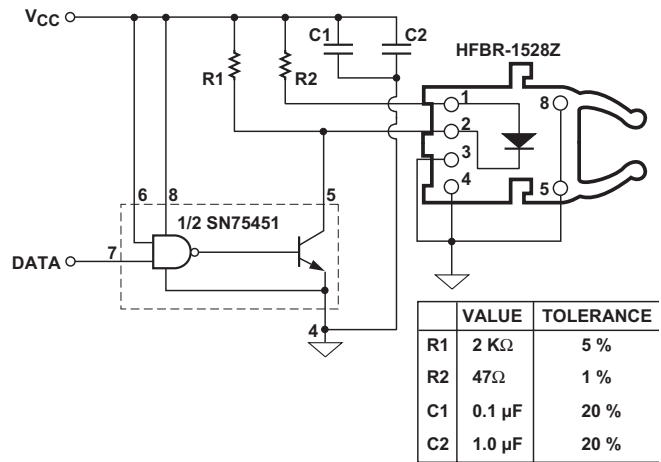 VCC
C1
C2
HFBR-1528Z
R1
R2
1
8
2
3
4
5
6
8
5
1/2 SN75451
DATA
7
4
VALUE TOLERANCE
R1 2 KΩ 5 %
R2 47Ω 1 %
C1 0.1 µF 20 %
C2 1.0 µF 20 %